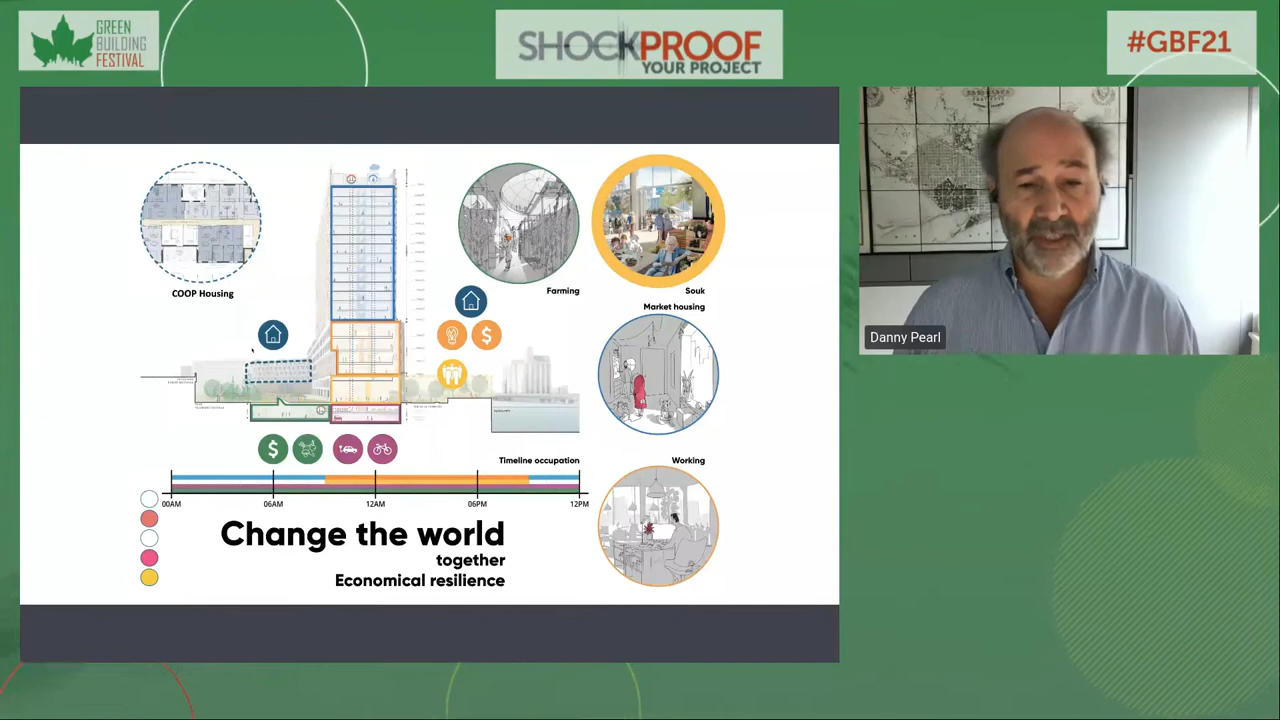 GREEN
BUILDING
FESTIVAL
SHOCKPROOF
YOUR PROJECT
#GBF21
COOP Housing
Farming
Souk
Market housing
Danny Pearl
Timeline occupation
Working
00AM
06AM
12AM
06PM
12PM
Change the world
together
Economical resilience